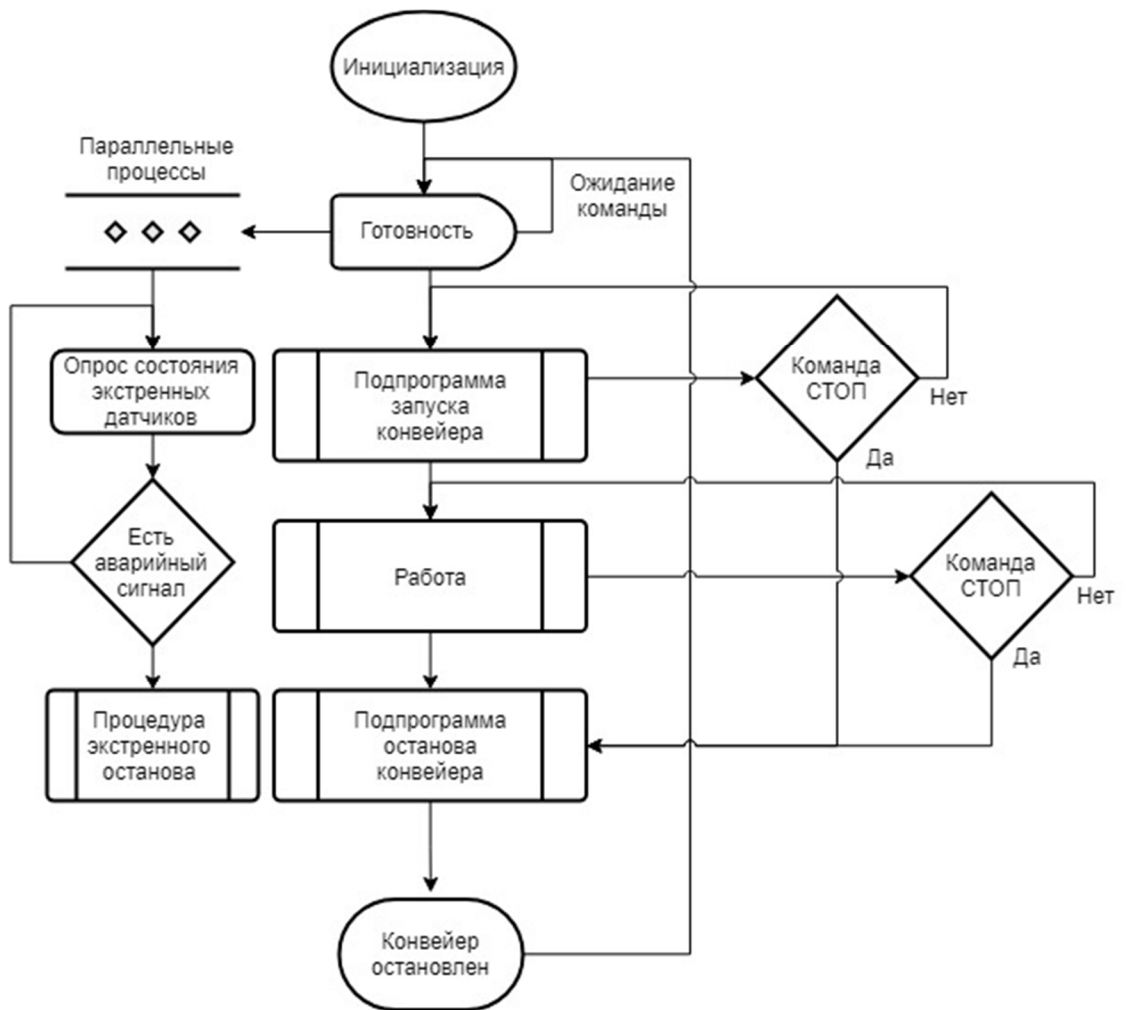 Инициализация
Параллельные
процессы
Ожидание
команды
Готовность
Опрос состояния
экстренных
датчиков
Подпрограмма
запуска
конвейера
Команда
СТОП
Нет
Да
Есть
аварийный
сигнал
Работа
Команда
СТОП
Нет
Да
Процедура
экстренного
останова
Подпрограмма
останова
конвейера
Конвейер
остановлен